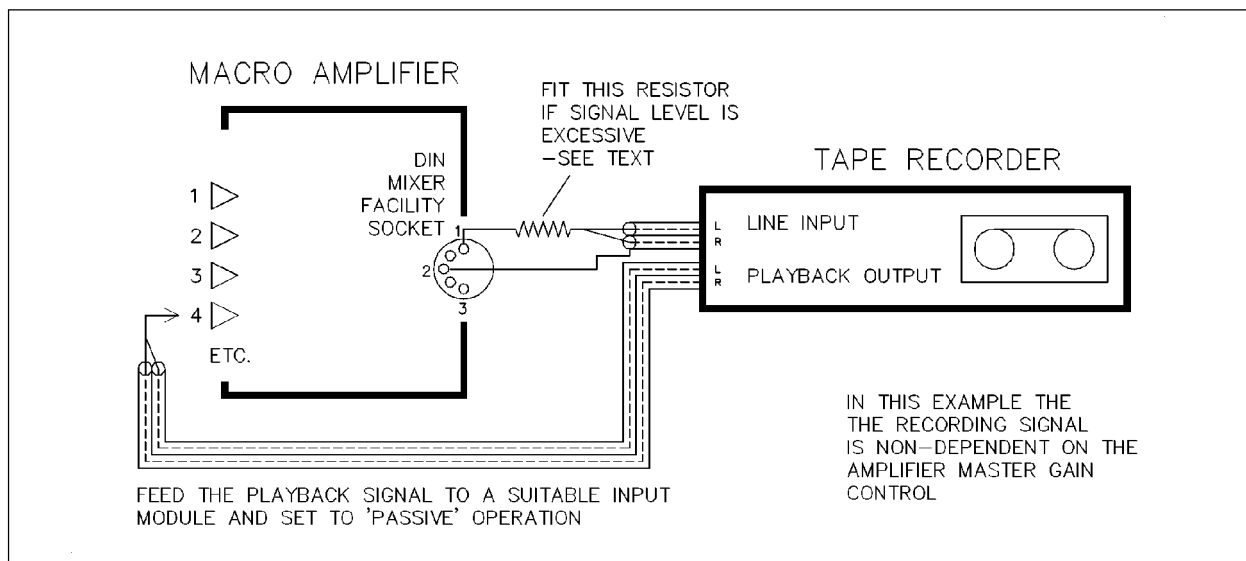 MACRO AMPLIFIER
FIT THIS RESISTOR
IF SIGNAL LEVEL IS
EXCESSIVE
-SEE TEXT
TAPE RECORDER
DIN
MIXER
FACILITY
SOCKET
1
2
3
1
2
3
4
ETC.
L
R
LINE INPUT
L
R
PLAYBACK OUTPUT
IN THIS EXAMPLE THE
THE RECORDING SIGNAL
IS NON-DEPENDENT ON THE
AMPLIFIER MASTER GAIN
CONTROL
FEED THE PLAYBACK SIGNAL TO A SUITABLE INPUT
MODULE AND SET TO 'PASSIVE' OPERATION